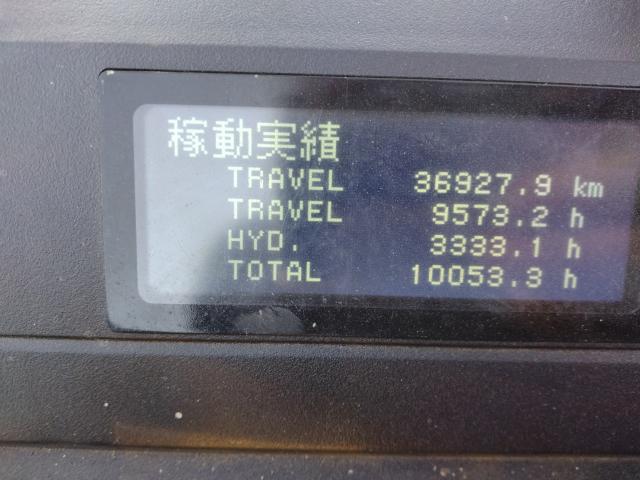 稼動実績
TRAVEL 36927.9 km
TRAVEL 9573.2 h
HYD. 3333.1 h
TOTAL 10053.3 h